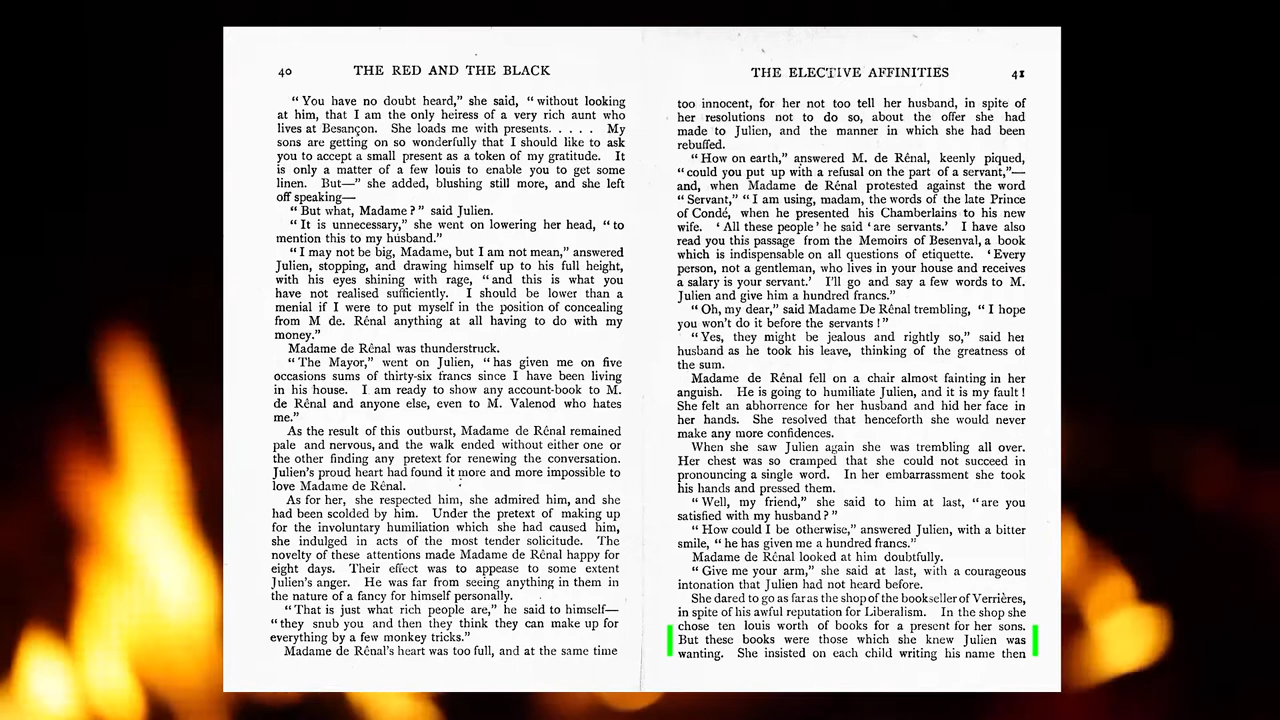 40 THE RED AND THE BLACK
“ You have no doubt heard,” she said, “ without looking
at him, that I am the only heiress of a very rich aunt who
lives at Besançon. She loads me with presents. . . . . My
sons are getting on so wonderfully that I should like to ask
you to accept a small present as a token of my gratitude. It
is only a matter of a few louis to enable you to get some
linen. But—” she added, blushing still more, and she left
off speaking—
“ But what, Madame ? ” said Julien.
“ It is unnecessary,” she went on lowering her head, “ to
mention this to my husband.”
“ I may not be big, Madame, but I am not mean,” answered
Julien, stopping, and drawing himself up to his full height,
with his eyes shining with rage, “ and this is what you
have not realised sufficiently. I should be lower than a
menial if I were to put myself in the position of concealing
from M de. Rênal anything at all having to do with my
money.”
Madame de Rênal was thunderstruck.
“ The Mayor,” went on Julien, “ has given me on five
occasions sums of thirty-six francs since I have been living
in his house. I am ready to show any account-book to M.
de Rênal and anyone else, even to M. Valenod who hates
me.”
As the result of this outburst, Madame de Rênal remained
pale and nervous, and the walk ended without either one or
the other finding any pretext for renewing the conversation.
Julien’s proud heart had found it more and more impossible to
love Madame de Rênal.
As for her, she respected him, she admired him, and she
had been scolded by him. Under the pretext of making up
for the involuntary humiliation which she had caused him,
she indulged in acts of the most tender solicitude. The
novelty of these attentions made Madame de Rênal happy for
eight days. Their effect was to appease to some extent
Julien’s anger. He was far from seeing anything in them in
the nature of a fancy for himself personally.
“ That is just what rich people are,” he said to himself—
“ they snub you and then they think they can make up for
everything by a few monkey tricks.”
Madame de Rênal’s heart was too full, and at the same time
THE ELECTIVE AFFINITIES 41
too innocent, for her not too tell her husband, in spite of
her resolutions not to do so, about the offer she had
made to Julien, and the manner in which she had been
rebuffed.
“ How on earth,” answered M. de Rênal, keenly piqued,
“ could you put up with a refusal on the part of a servant,”—
and, when Madame de Rênal protested against the word
“ Servant,” “ I am using, madam, the words of the late Prince
of Condé, when he presented his Chamberlains to his new
wife. ‘ All these people ’ he said ‘ are servants.’ I have also
read you this passage from the Memoirs of Besenval, a book
which is indispensable on all questions of etiquette. ‘ Every
person, not a gentleman, who lives in your house and receives
a salary is your servant.’ I’ll go and say a few words to M.
Julien and give him a hundred francs.”
“ Oh, my dear,” said Madame De Rênal trembling, “ I hope
you won’t do it before the servants ! ”
“ Yes, they might be jealous and rightly so,” said her
husband as he took his leave, thinking of the greatness of
the sum.
Madame de Rênal fell on a chair almost fainting in her
anguish. He is going to humiliate Julien, and it is my fault !
She felt an abhorrence for her husband and hid her face in
her hands. She resolved that henceforth she would never
make any more confidences.
When she saw Julien again she was trembling all over.
Her chest was so cramped that she could not succeed in
pronouncing a single word. In her embarrassment she took
his hands and pressed them.
“ Well, my friend,” she said to him at last, “ are you
satisfied with my husband ? ”
“ How could I be otherwise,” answered Julien, with a bitter
smile, “ he has given me a hundred francs.”
Madame de Rênal looked at him doubtfully.
“ Give me your arm,” she said at last, with a courageous
intonation that Julien had not heard before.
She dared to go as far as the shop of the bookseller of Verrières,
in spite of his awful reputation for Liberalism. In the shop she
chose ten louis worth of books for a present for her sons.
But these books were those which she knew Julien was
wanting. She insisted on each child writing his name then